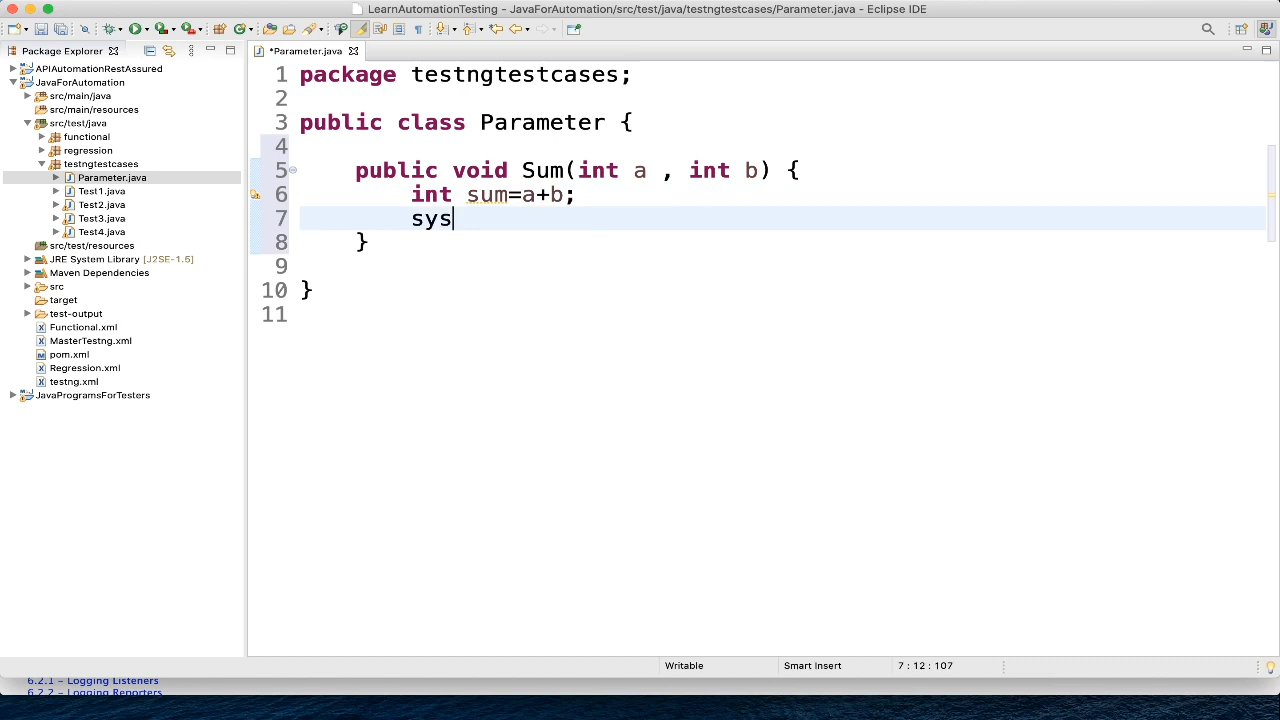 LearnAutomationTesting - JavaForAutomation/src/test/java/testngtestcases/Parameter.java - Eclipse IDE
Package Explorer
*Parameter.java
APIAutomationRestAssured
JavaForAutomation
src/main/java
src/main/resources
src/test/java
functional
regression
testngtestcases
Parameter.java
Test1.java
Test2.java
Test3.java
Test4.java
src/test/resources
JRE System Library [J2SE-1.5]
Maven Dependencies
src
target
test-output
Functional.xml
MasterTestng.xml
pom.xml
Regression.xml
testng.xml
JavaProgramsForTesters
1 package testngtestcases;
2
3 public class Parameter {
4
5 public void Sum(int a , int b) {
6 int sum=a+b;
7 sys
8 }
9
10 }
11
Writable
Smart Insert
7 : 12 : 107
6.2.1 - Logging Listeners
6.2.2 - Logging Reporters